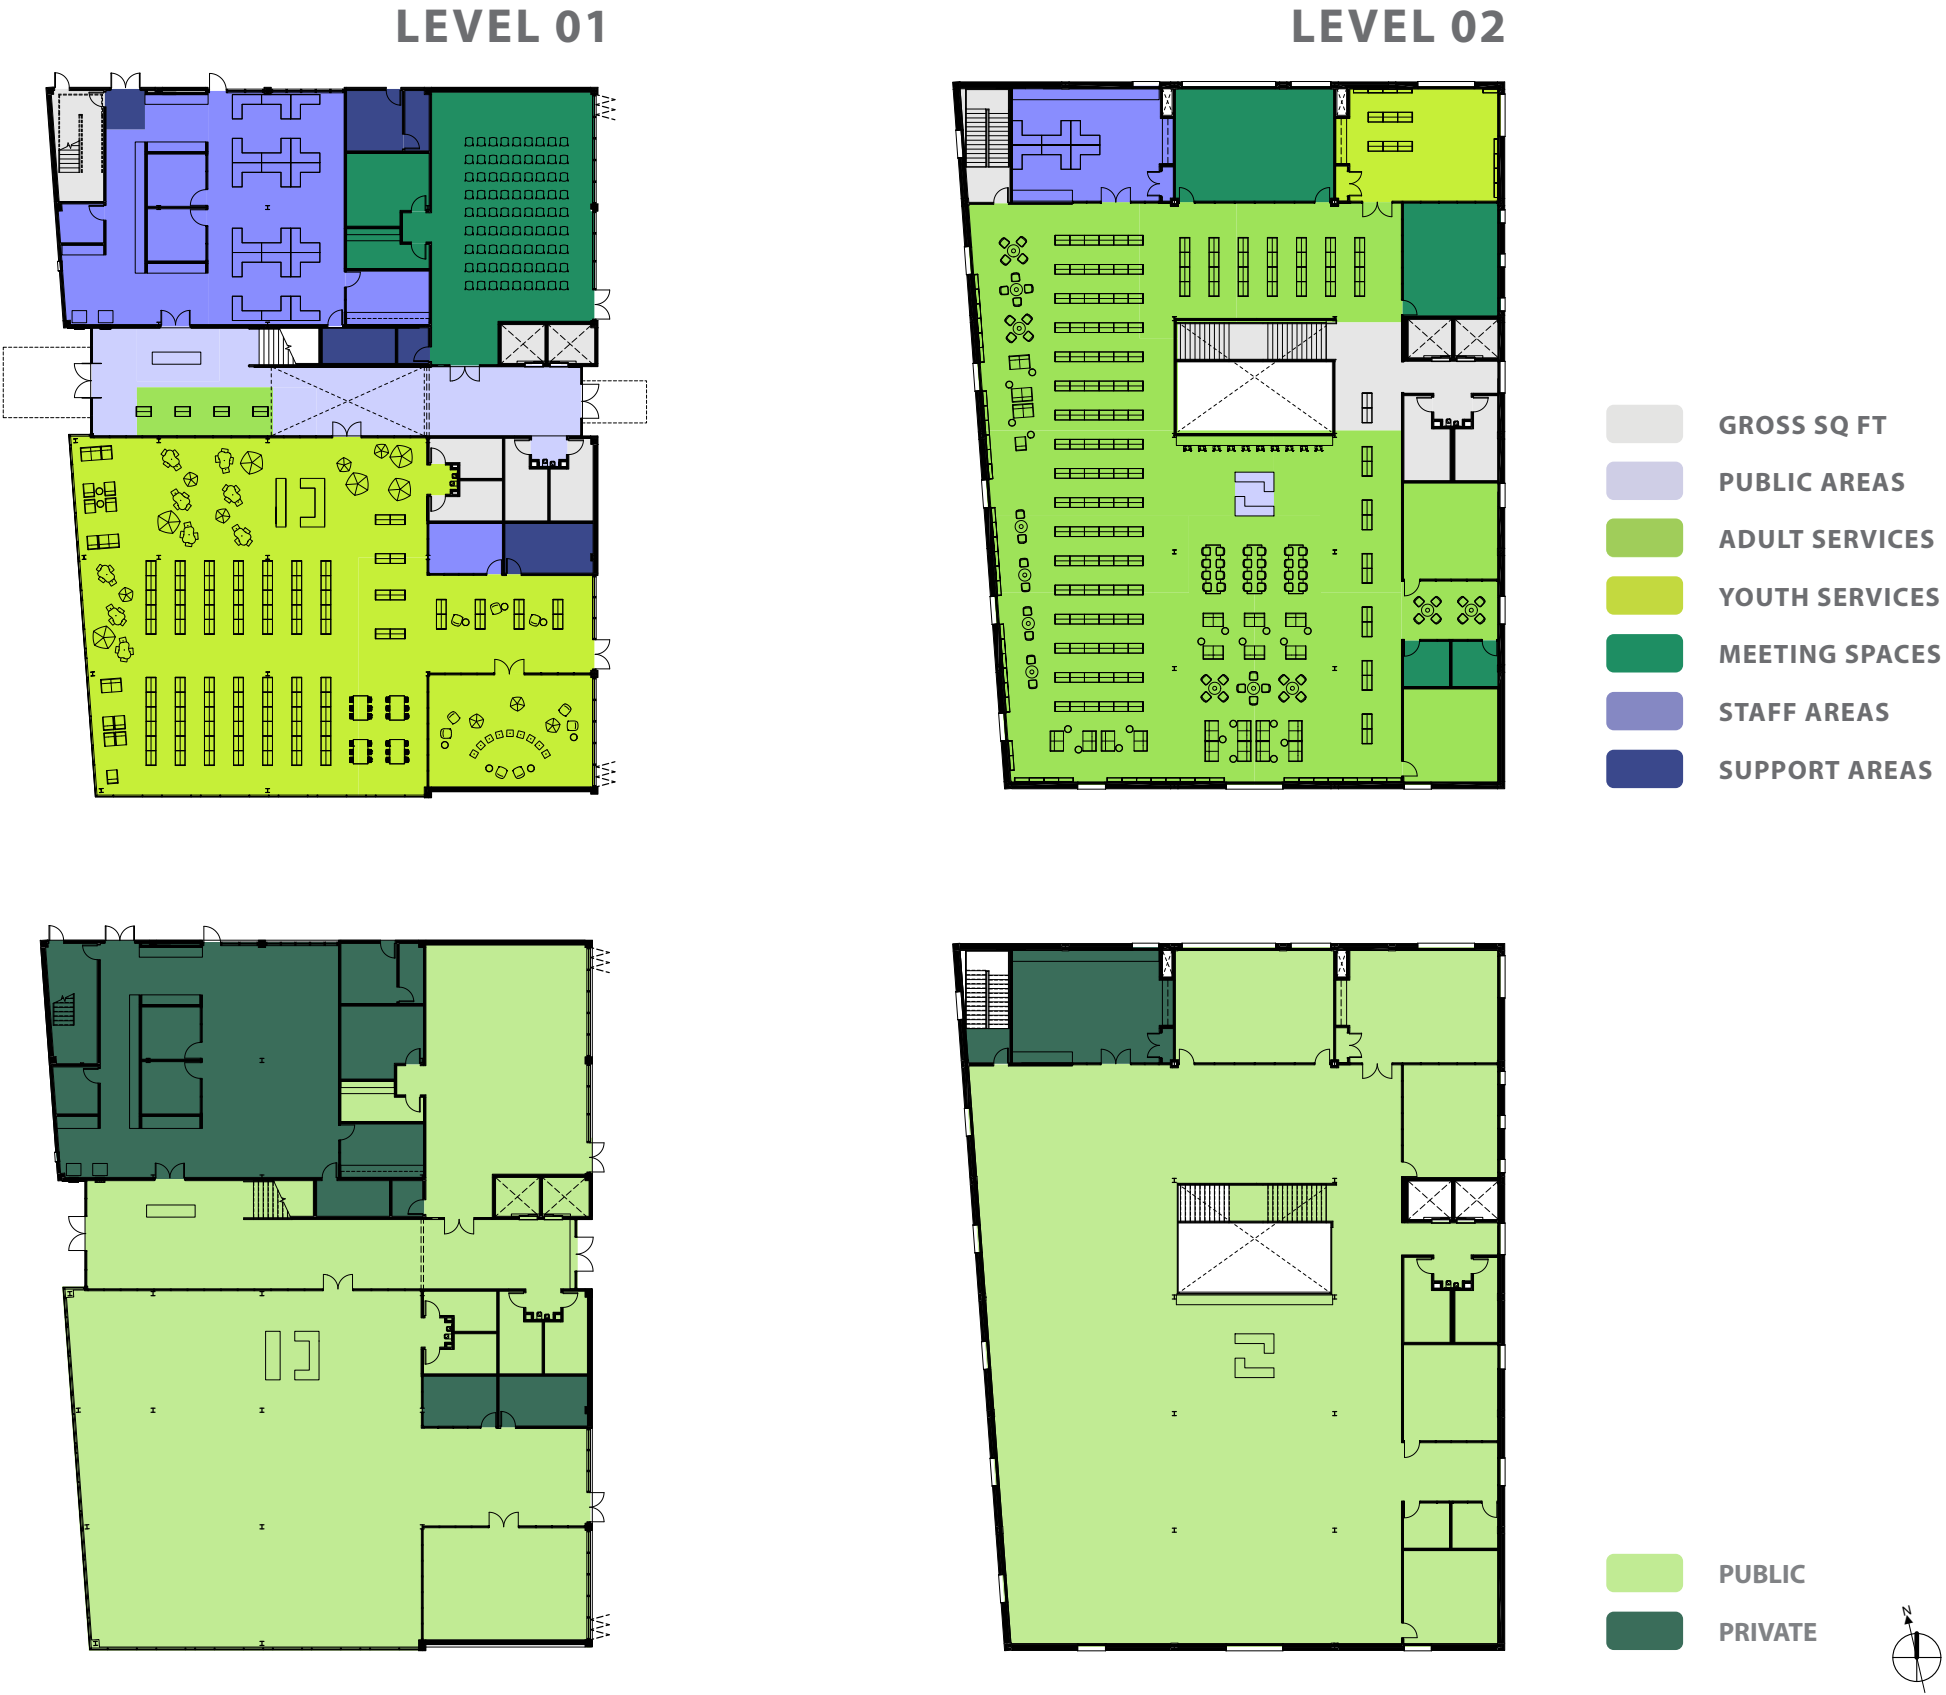 LEVEL 01
LEVEL 02
GROSS SQ FT
PUBLIC AREAS
ADULT SERVICES
YOUTH SERVICES
MEETING SPACES
STAFF AREAS
SUPPORT AREAS
PUBLIC
PRIVATE
N